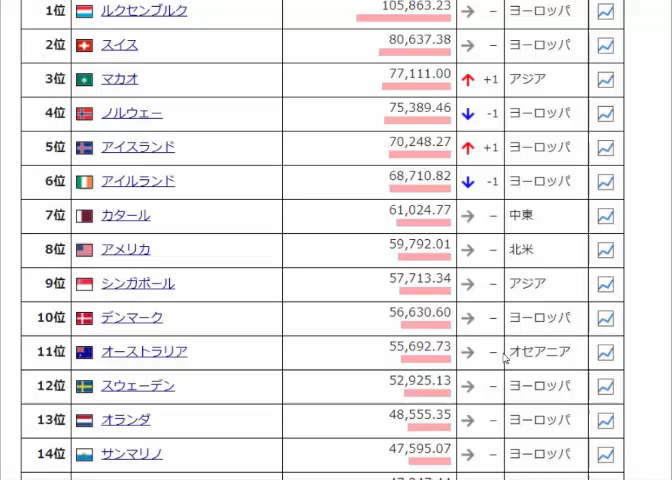 1位 ルクセンブルク 105,863.23 － ヨーロッパ
2位 スイス 80,637.38 － ヨーロッパ
3位 マカオ 77,111.00 +1 アジア
4位 ノルウェー 75,389.46 -1 ヨーロッパ
5位 アイスランド 70,248.27 +1 ヨーロッパ
6位 アイルランド 68,710.82 -1 ヨーロッパ
7位 カタール 61,024.77 － 中東
8位 アメリカ 59,792.01 － 北米
9位 シンガポール 57,713.34 － アジア
10位 デンマーク 56,630.60 － ヨーロッパ
11位 オーストラリア 55,692.73 － オセアニア
12位 スウェーデン 52,925.13 － ヨーロッパ
13位 オランダ 48,555.35 － ヨーロッパ
14位 サンマリノ 47,595.07 － ヨーロッパ